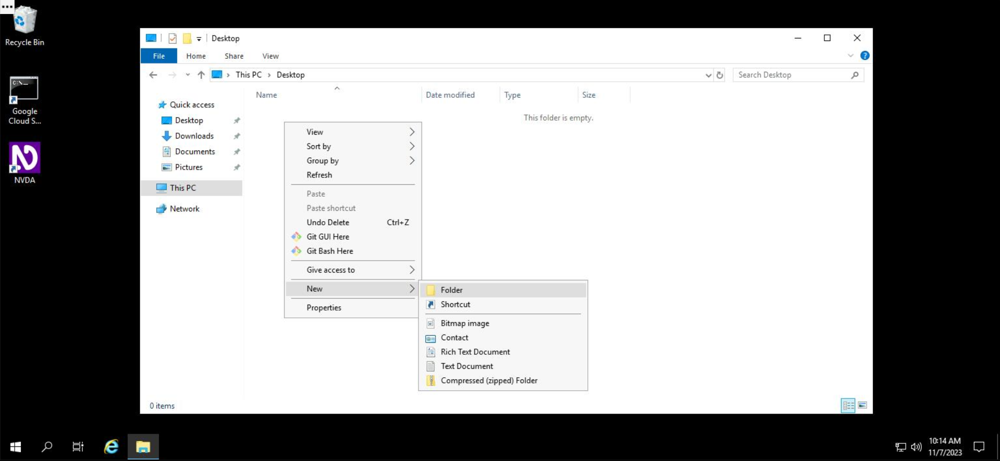 Recycle Bin
Google
Cloud S...
NVDA
Desktop
File Home Share View
This PC Desktop
Search Desktop
Name Date modified Type Size
This folder is empty.
Quick access
Desktop
Downloads
Documents
Pictures
This PC
Network
View
Sort by
Group by
Refresh
Paste
Paste shortcut
Undo Delete Ctrl+Z
Git GUI Here
Git Bash Here
Give access to
New
Properties
Folder
Shortcut
Bitmap image
Contact
Rich Text Document
Text Document
Compressed (zipped) Folder
0 items
10:14 AM
11/7/2023